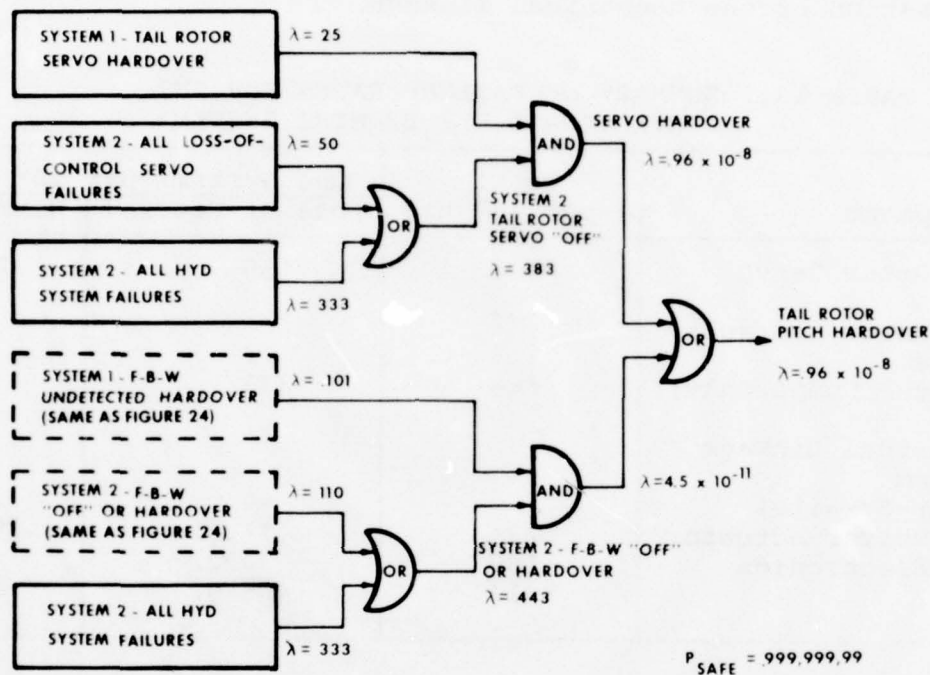 SYSTEM 1 - TAIL ROTOR
SERVO HARDOVER
λ = 25
SYSTEM 2 - ALL LOSS-OF-
CONTROL SERVO
FAILURES
λ = 50
SYSTEM 2 - ALL HYD
SYSTEM FAILURES
λ = 333
OR
SYSTEM 2
TAIL ROTOR
SERVO "OFF"
λ = 383
AND
SERVO HARDOVER
λ=.96 x 10⁻⁸
SYSTEM 1 - F-B-W
UNDETECTED HARDOVER
(SAME AS FIGURE 24)
λ= .101
SYSTEM 2 - F-B-W
"OFF" OR HARDOVER
(SAME AS FIGURE 24)
λ= 110
SYSTEM 2 - ALL HYD
SYSTEM FAILURES
λ= 333
OR
SYSTEM 2 - F-B-W "OFF"
OR HARDOVER
λ = 443
AND
λ=4.5 x 10⁻¹¹
OR
TAIL ROTOR
PITCH HARDOVER
λ=.96 x 10⁻⁸
P SAFE = .999,999,99